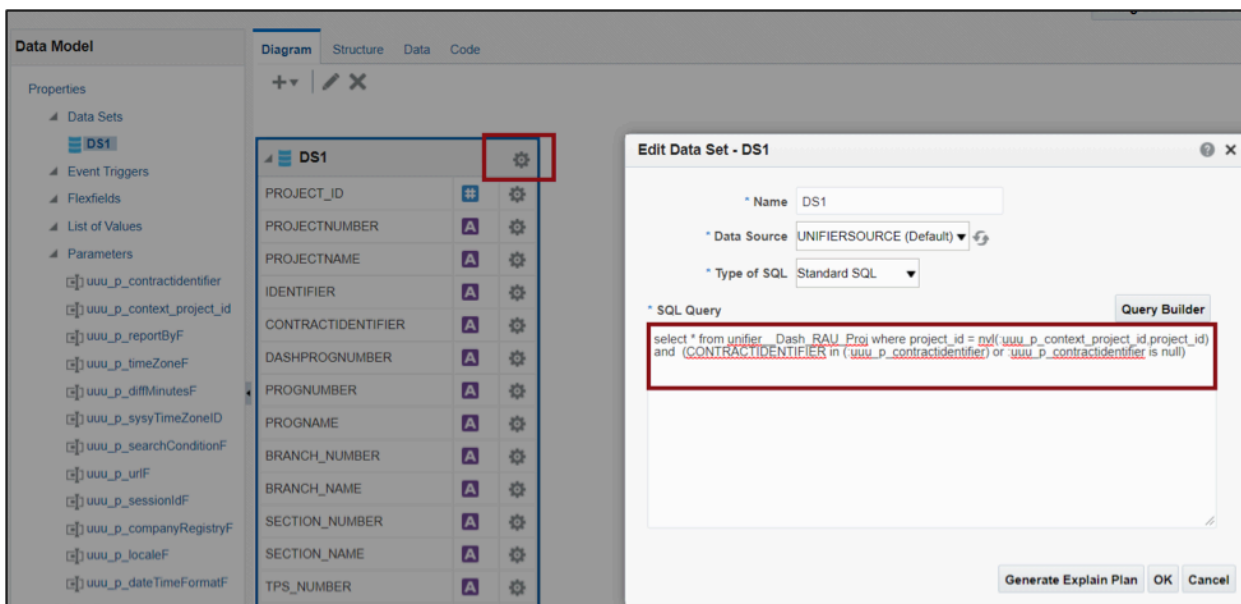 Data Model
Properties
Data Sets
DS1
Event Triggers
Flexfields
List of Values
Parameters
uuu_p_contractidentifier
uuu_p_context_project_id
uuu_p_reportByF
uuu_p_timeZoneF
uuu_p_diffMinutesF
uuu_p_sysyTimeZoneID
uuu_p_searchConditionF
uuu_p_urlF
uuu_p_sessionIdF
uuu_p_companyRegistryF
uuu_p_localeF
uuu_p_dateTimeFormatF
Diagram Structure Data Code
DS1
PROJECT_ID #
PROJECTNUMBER A
PROJECTNAME A
IDENTIFIER A
CONTRACTIDENTIFIER A
DASHPROGNUMBER A
PROGNUMBER A
PROGNAME A
BRANCH_NUMBER A
BRANCH_NAME A
SECTION_NUMBER A
SECTION_NAME A
TPS_NUMBER A
Edit Data Set - DS1
* Name DS1
* Data Source UNIFIERSOURCE (Default)
* Type of SQL Standard SQL
* SQL Query Query Builder
select * from unifier__Dash_RAU_Proj where project_id = nvl(:uuu_p_context_project_id,project_id)
and (CONTRACTIDENTIFIER in (:uuu_p_contractidentifier) or :uuu_p_contractidentifier is null)
Generate Explain Plan OK Cancel